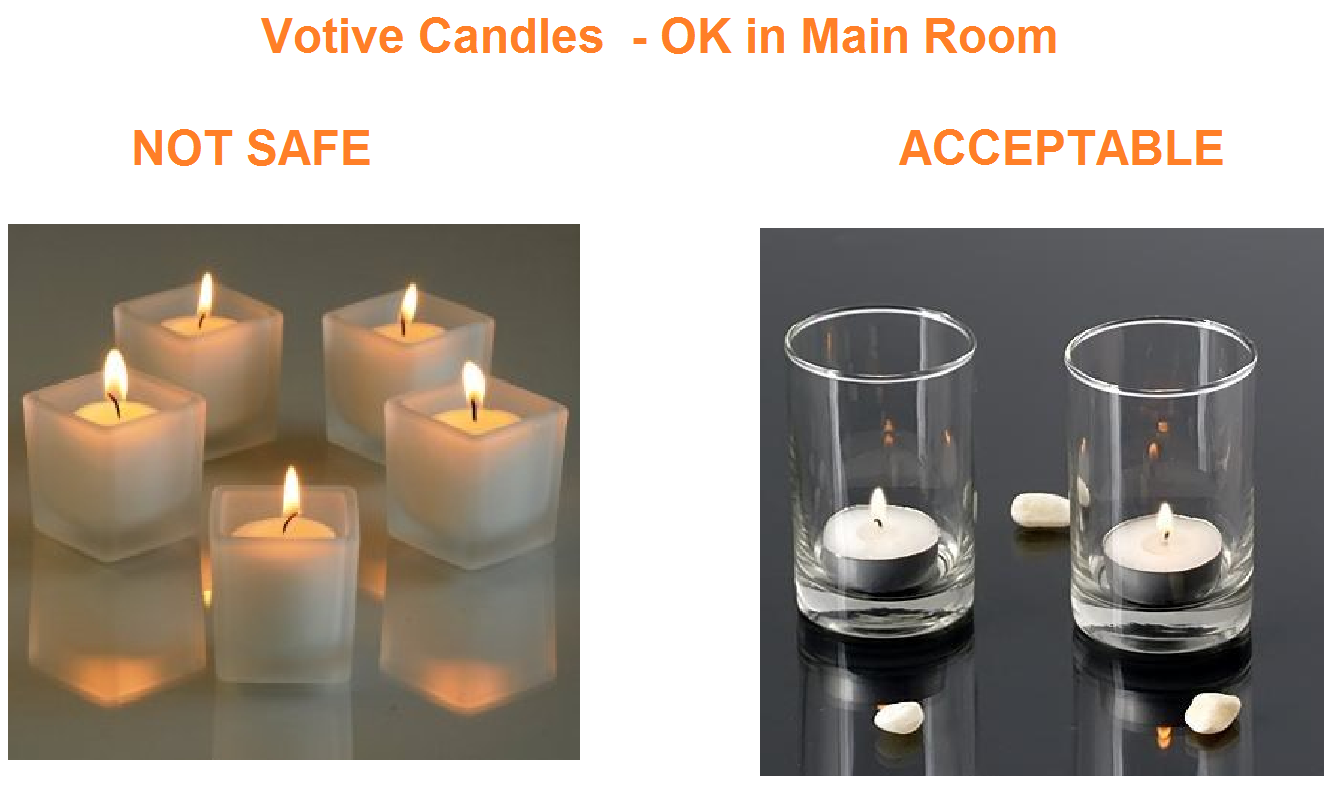 Votive Candles  - OK in Main Room
NOT SAFE
ACCEPTABLE